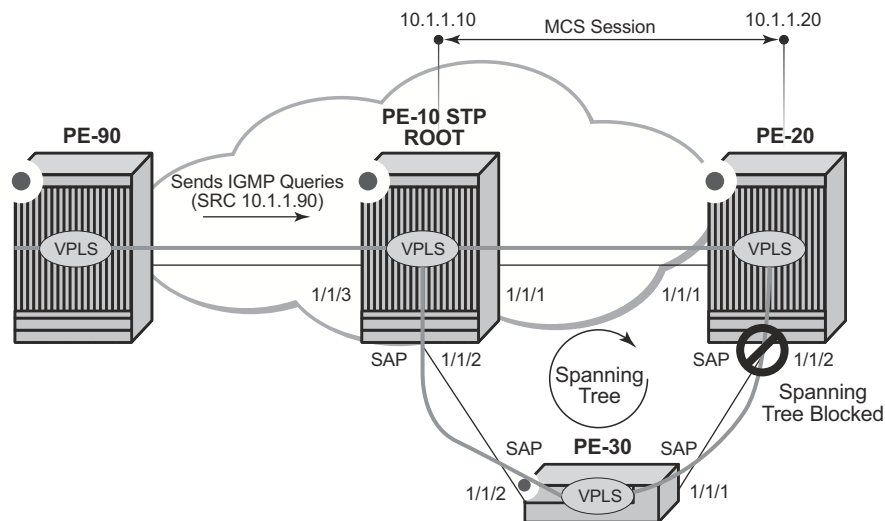 10.1.1.10
MCS Session
10.1.1.20
PE-90
PE-10 STP
ROOT
PE-20
Sends IGMP Queries
(SRC 10.1.1.90)
VPLS
VPLS
VPLS
1/1/3
1/1/1
1/1/1
SAP
1/1/2
SAP
1/1/2
Spanning
Tree
Spanning
Tree Blocked
SAP
PE-30
SAP
1/1/2
VPLS
1/1/1